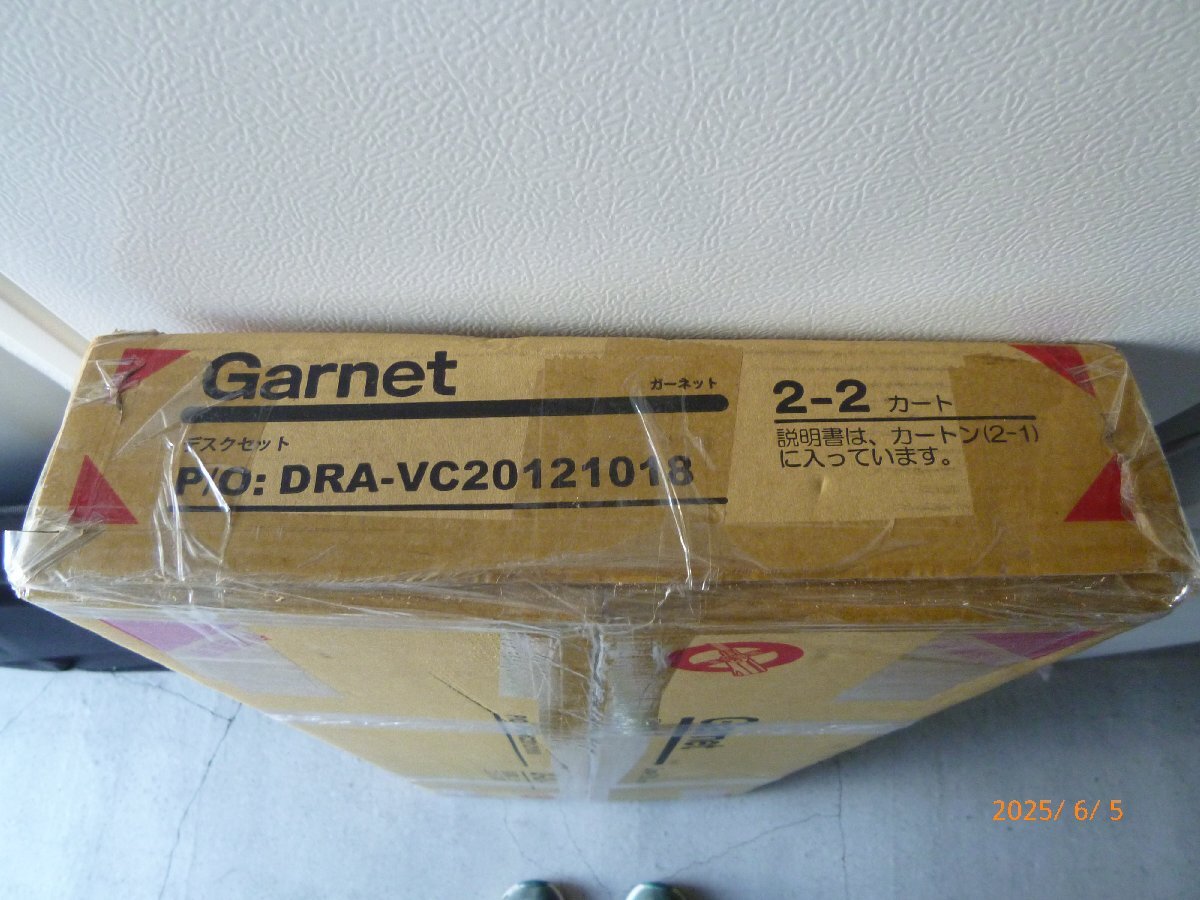 Garnet
ガーネット
デスクセット
P/O: DRA-VC20121018
2-2 カート
説明書は、カートン(2-1)
に入っています。
2025/ 6/ 5